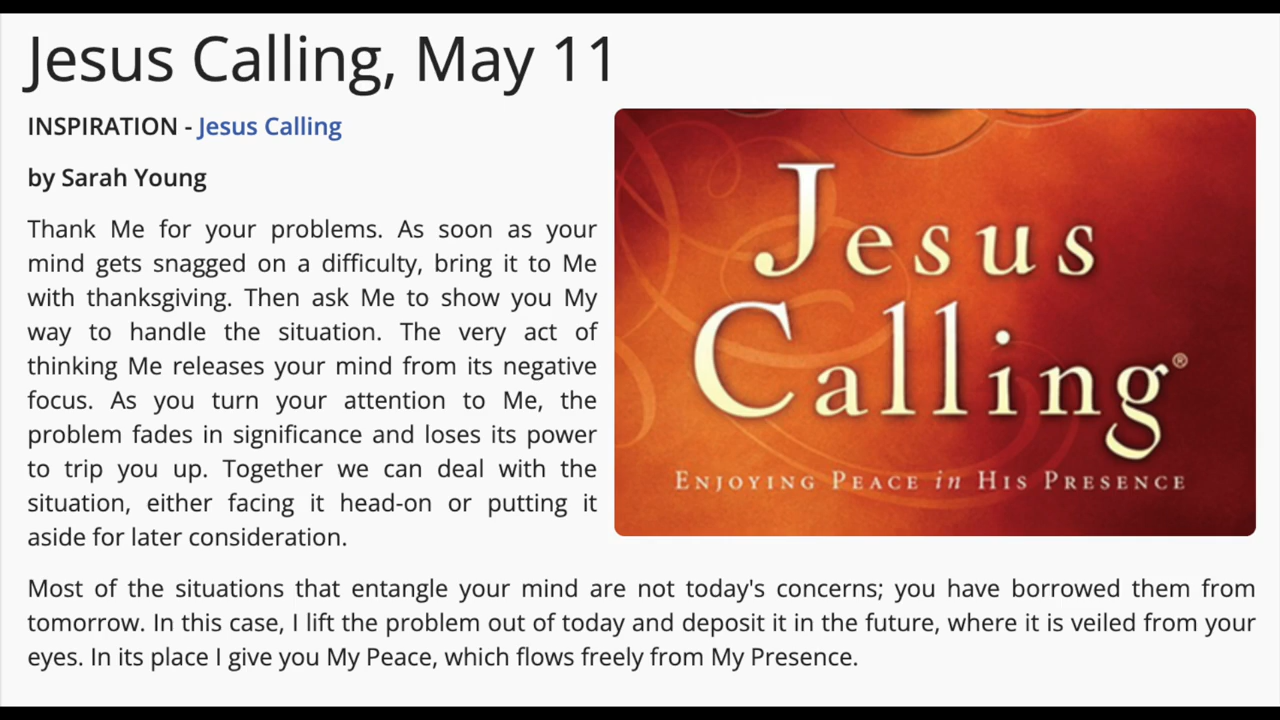 Jesus Calling, May 11
INSPIRATION - Jesus Calling
by Sarah Young
Thank Me for your problems. As soon as your
mind gets snagged on a difficulty, bring it to Me
with thanksgiving. Then ask Me to show you My
way to handle the situation. The very act of
thinking Me releases your mind from its negative
focus. As you turn your attention to Me, the
problem fades in significance and loses its power
to trip you up. Together we can deal with the
situation, either facing it head-on or putting it
aside for later consideration.
Jesus
Calling®
Enjoying Peace in His Presence
Most of the situations that entangle your mind are not today's concerns; you have borrowed them from
tomorrow. In this case, I lift the problem out of today and deposit it in the future, where it is veiled from your
eyes. In its place I give you My Peace, which flows freely from My Presence.